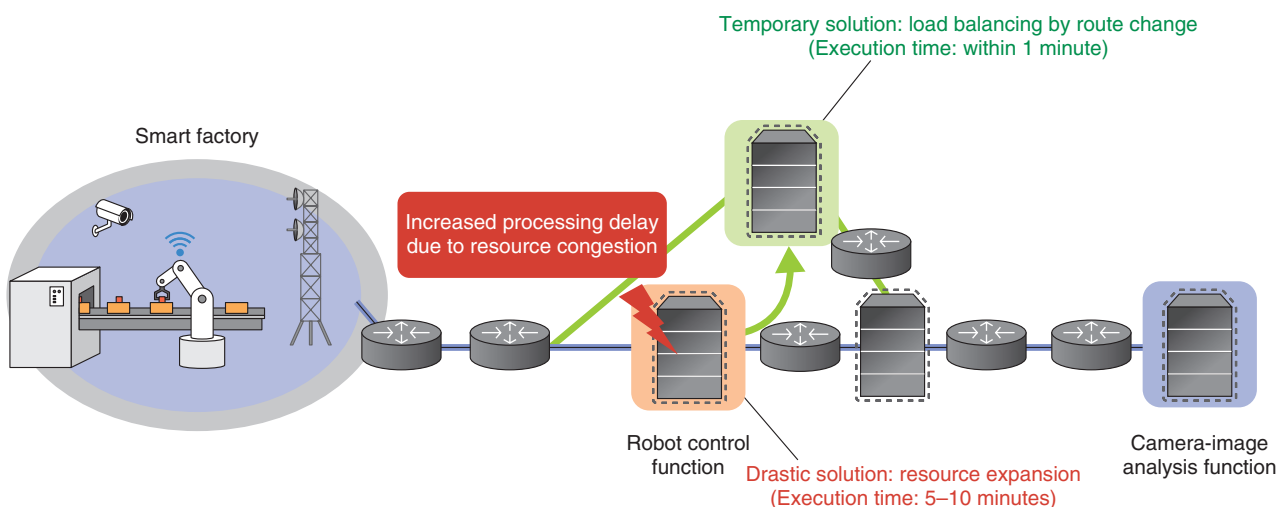 Temporary solution: load balancing by route change
(Execution time: within 1 minute)
Smart factory
Increased processing delay
due to resource congestion
Robot control
function
Camera-image
analysis function
Drastic solution: resource expansion
(Execution time: 5–10 minutes)